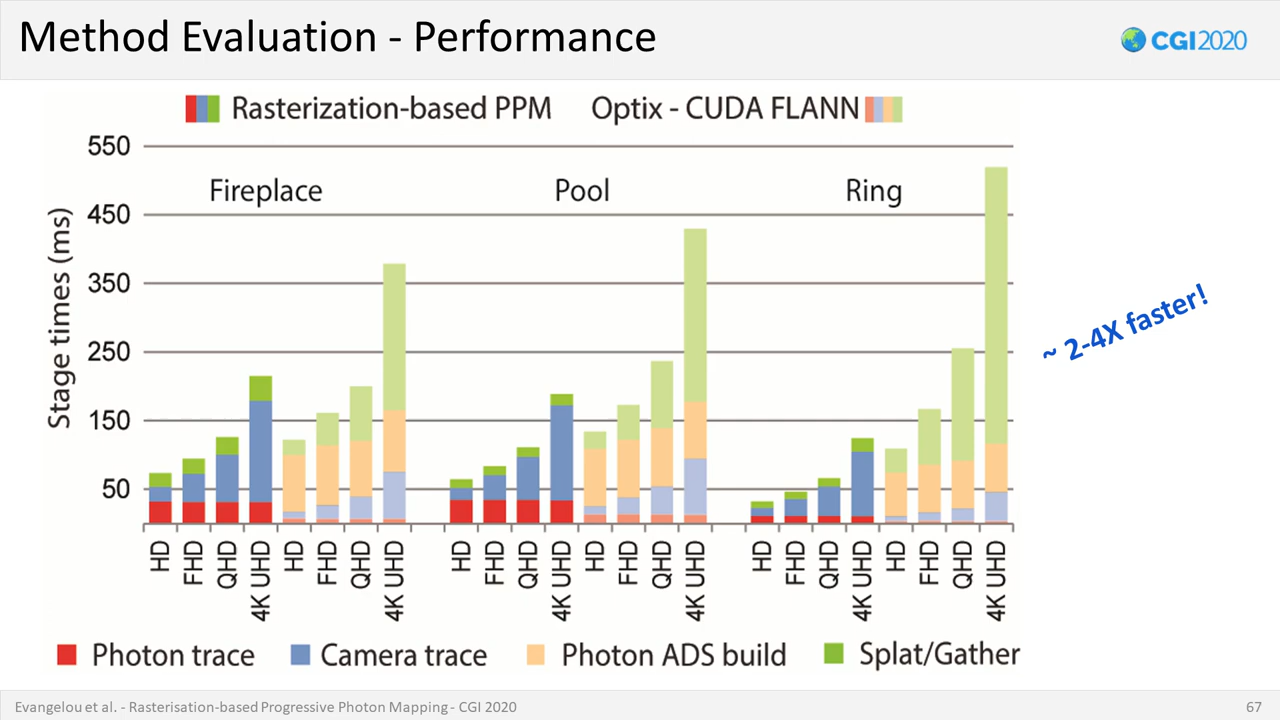 Method Evaluation - Performance
CGI2020
Rasterization-based PPM
Optix - CUDA FLANN
550
450
350
250
150
50
Stage times (ms)
Fireplace
Pool
Ring
~ 2-4X faster!
HD
FHD
QHD
4K UHD
HD
FHD
QHD
4K UHD
HD
FHD
QHD
4K UHD
HD
FHD
QHD
4K UHD
HD
FHD
QHD
4K UHD
HD
FHD
QHD
4K UHD
Photon trace
Camera trace
Photon ADS build
Splat/Gather
Evangelou et al. - Rasterisation-based Progressive Photon Mapping - CGI 2020
67